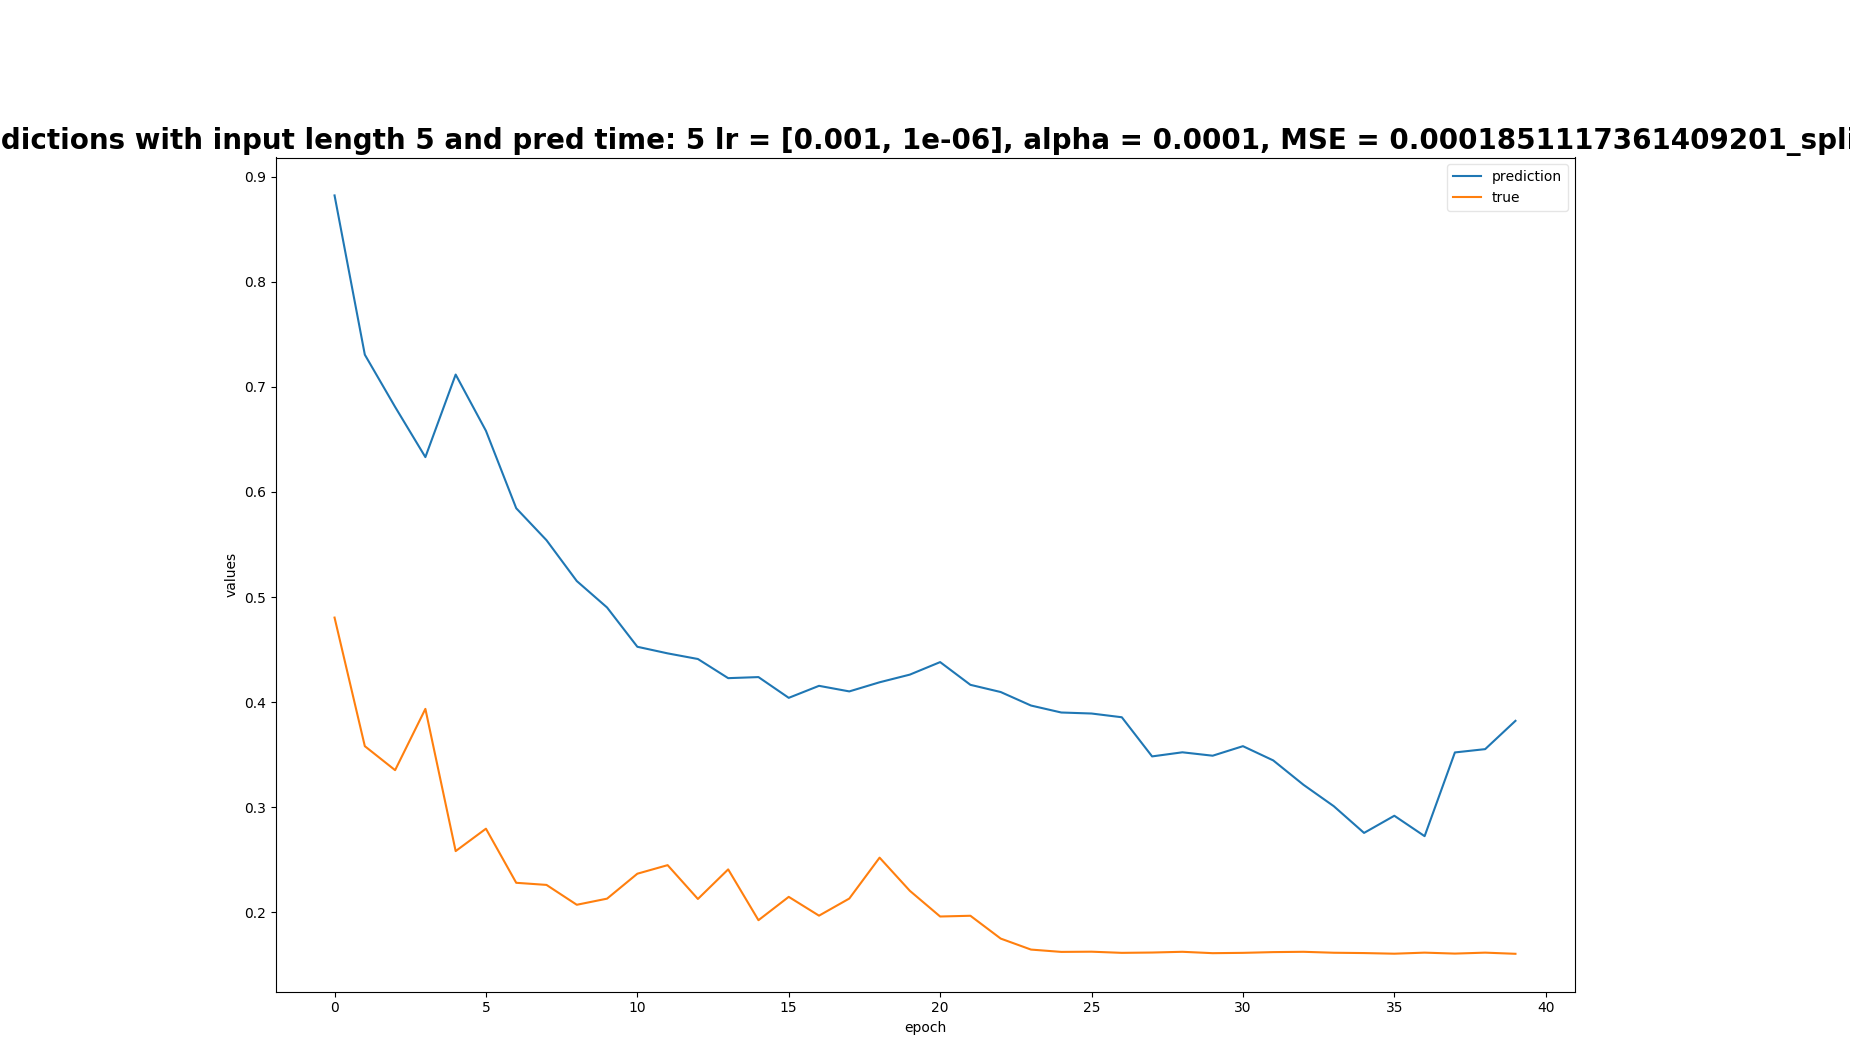 dictions with input length 5 and pred time: 5 lr = [0.001, 1e-06], alpha = 0.0001, MSE = 0.0001851117361409201_spli
prediction
true
0.9
0.8
0.7
0.6
0.5
0.4
0.3
0.2
values
0 5 10 15 20 25 30 35 40
epoch